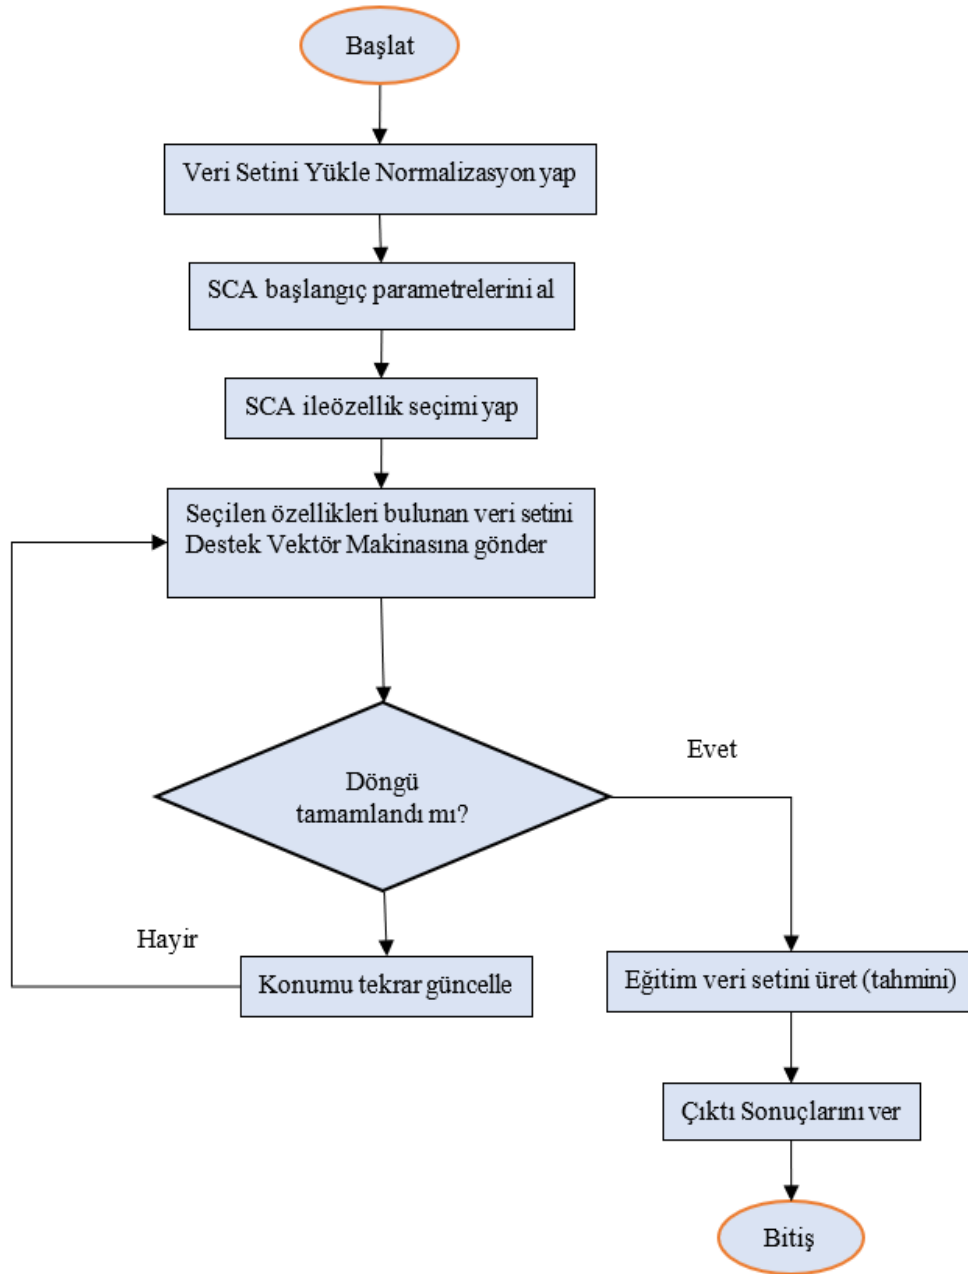 Başlat
Veri Setini Yükle Normalizasyon yap
SCA başlangıç parametrelerini al
SCA ileözellik seçimi yap
Seçilen özellikleri bulunan veri setini
Destek Vektör Makinasına gönder
Döngü
tamamlandı mı?
Evet
Hayir
Konumu tekrar güncelle
Eğitim veri setini üret (tahmini)
Çıktı Sonuçlarını ver
Bitiş